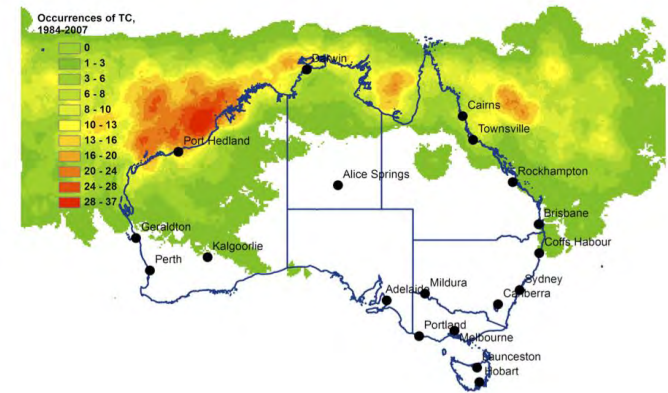 Occurrences of TC,
1984-2007
0
1 - 3
3 - 6
6 - 8
8 - 10
10 - 13
13 - 16
16 - 20
20 - 24
24 - 28
28 - 37
Darwin
Cairns
Townsville
Port Hedland
Alice Springs
Rockhampton
Brisbane
Geraldton
Coffs Habour
Kalgoorlie
Perth
Sydney
Mildura
Adelaide
Canberra
Portland
Melbourne
Launceston
Hobart